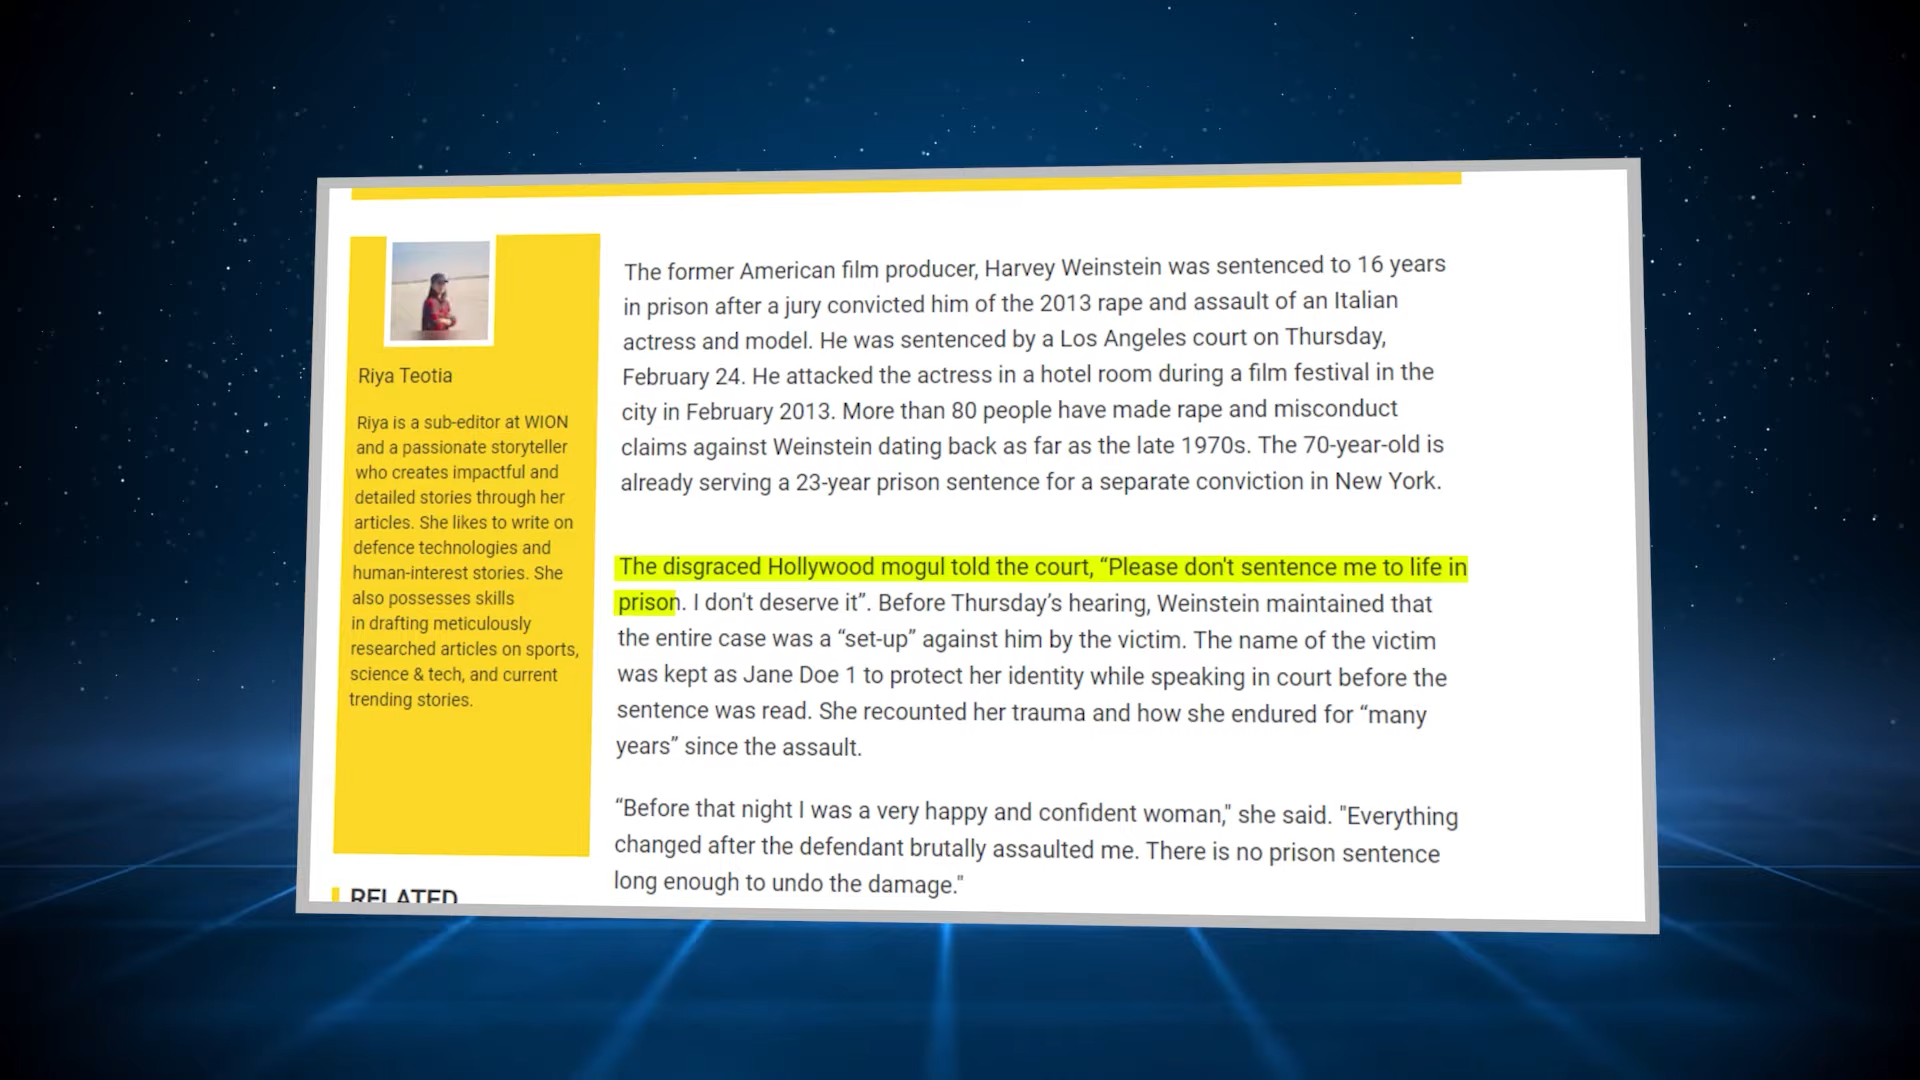 Riya Teotia
Riya is a sub-editor at WION
and a passionate storyteller
who creates impactful and
detailed stories through her
articles. She likes to write on
defence technologies and
human-interest stories. She
also possesses skills
in drafting meticulously
researched articles on sports,
science & tech, and current
trending stories.
RELATED
The former American film producer, Harvey Weinstein was sentenced to 16 years
in prison after a jury convicted him of the 2013 rape and assault of an Italian
actress and model. He was sentenced by a Los Angeles court on Thursday,
February 24. He attacked the actress in a hotel room during a film festival in the
city in February 2013. More than 80 people have made rape and misconduct
claims against Weinstein dating back as far as the late 1970s. The 70-year-old is
already serving a 23-year prison sentence for a separate conviction in New York.
The disgraced Hollywood mogul told the court, “Please don't sentence me to life in
prison. I don't deserve it”. Before Thursday’s hearing, Weinstein maintained that
the entire case was a “set-up” against him by the victim. The name of the victim
was kept as Jane Doe 1 to protect her identity while speaking in court before the
sentence was read. She recounted her trauma and how she endured for “many
years” since the assault.
“Before that night I was a very happy and confident woman," she said. "Everything
changed after the defendant brutally assaulted me. There is no prison sentence
long enough to undo the damage."